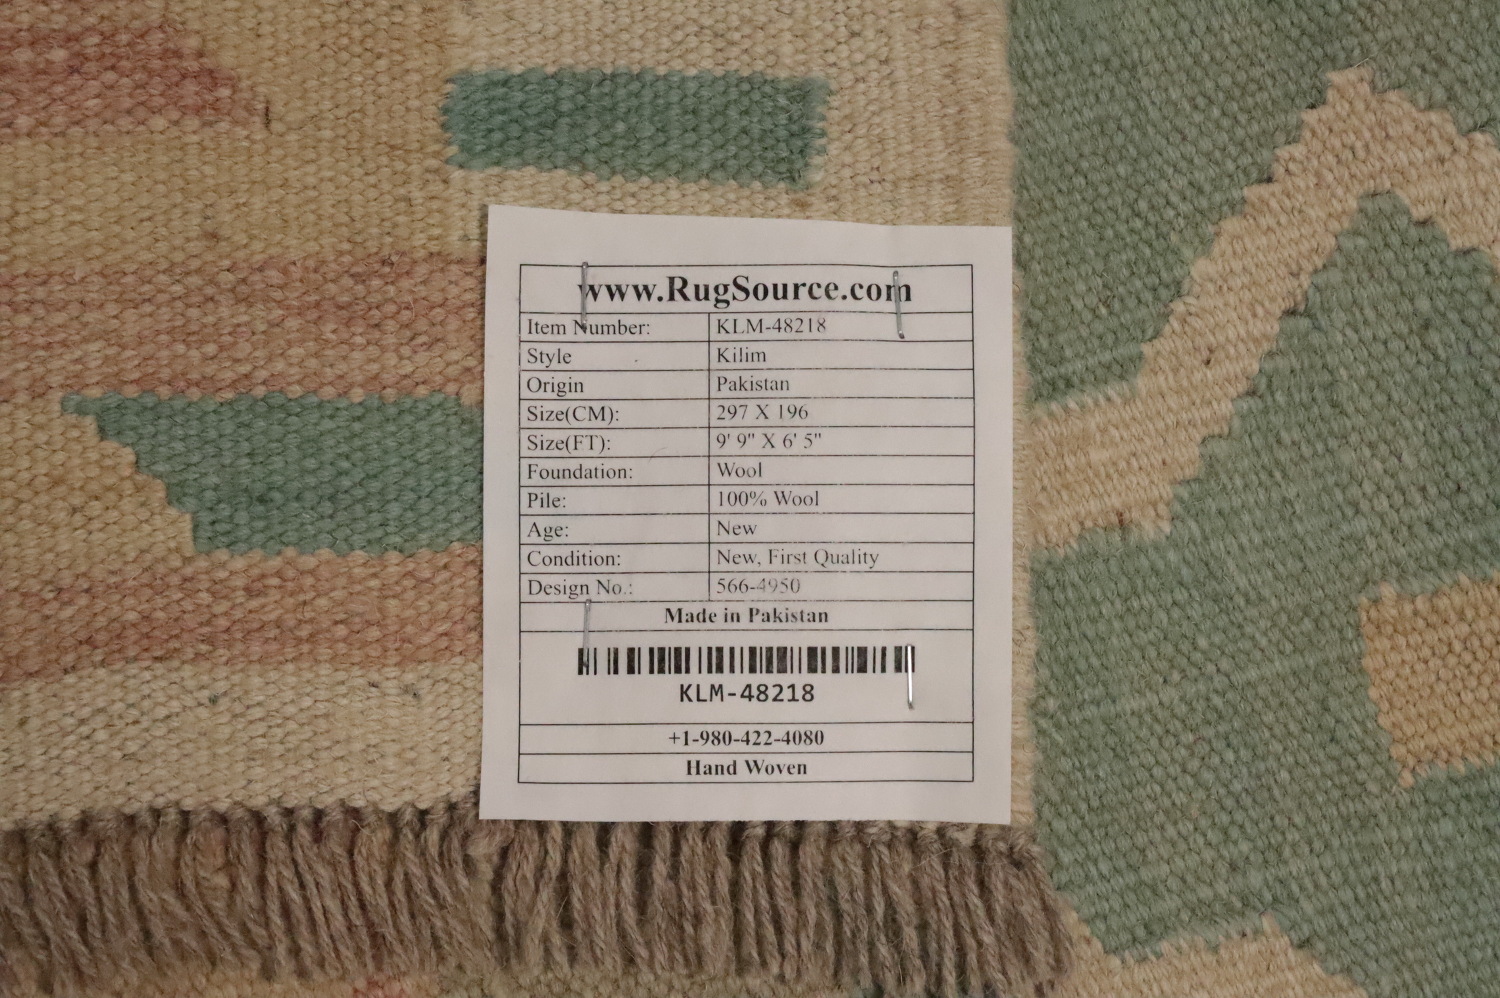 www.RugSource.com
Item Number: KLM-48218
Style Kilim
Origin Pakistan
Size(CM): 297 X 196
Size(FT): 9' 9" X 6' 5"
Foundation: Wool
Pile: 100% Wool
Age: New
Condition: New, First Quality
Design No.: 566-4950
Made in Pakistan
KLM-48218
+1-980-422-4080
Hand Woven